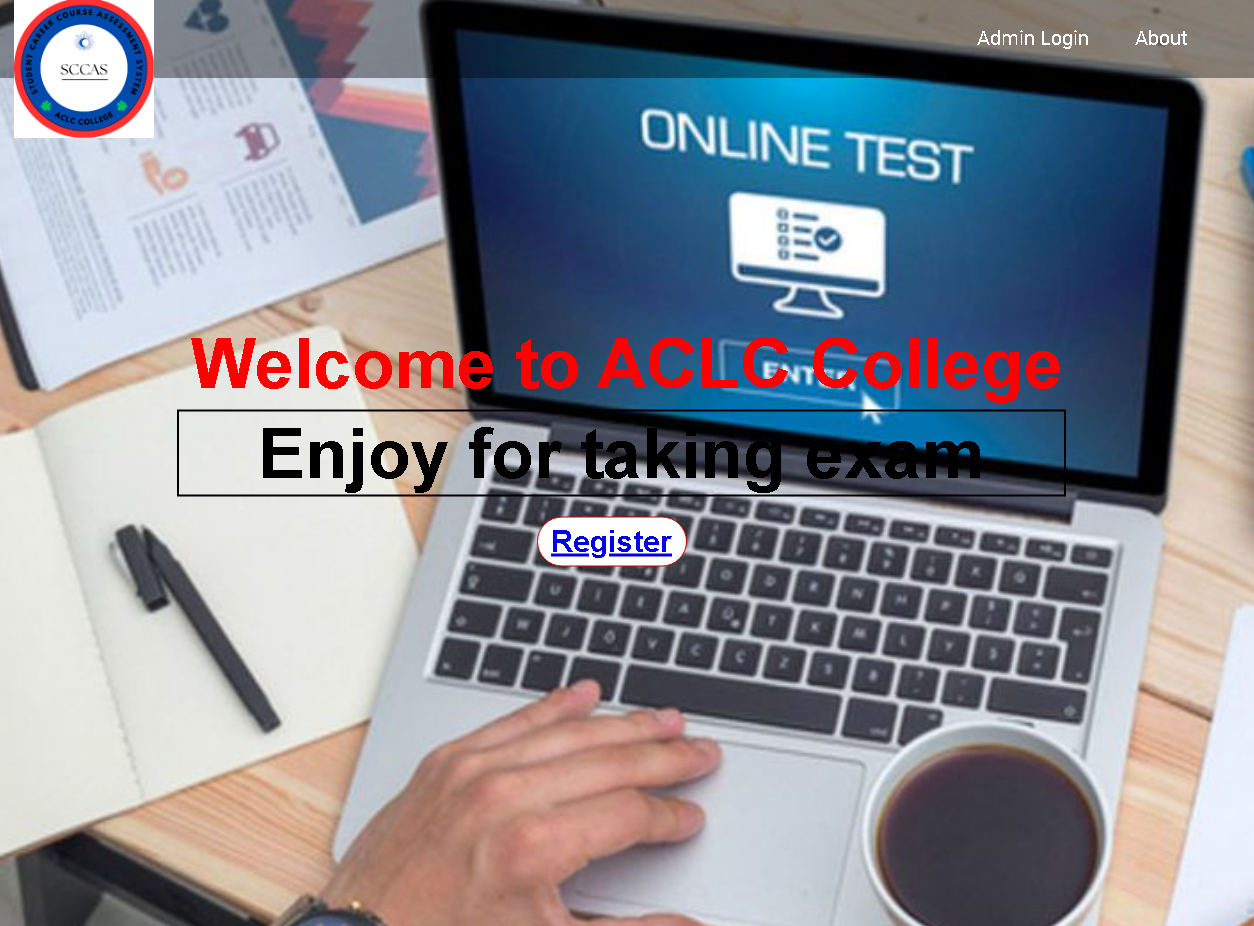 STUDENT CAREER COURSE ASSESSMENT SYSTEM
SCCAS
ACLC COLLEGE
Admin Login
About
ONLINE TEST
Welcome to ACLC College
ENTER
Enjoy for taking exam
Register